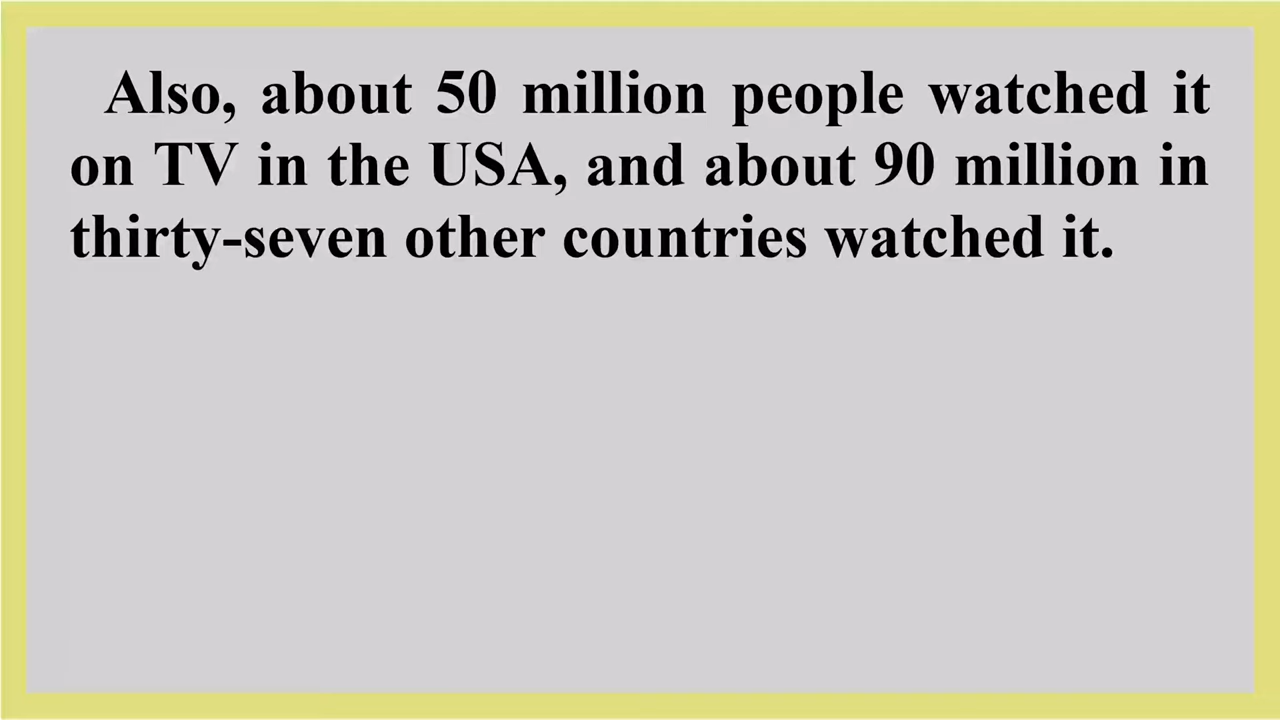 Also, about 50 million people watched it
on TV in the USA, and about 90 million in
thirty-seven other countries watched it.